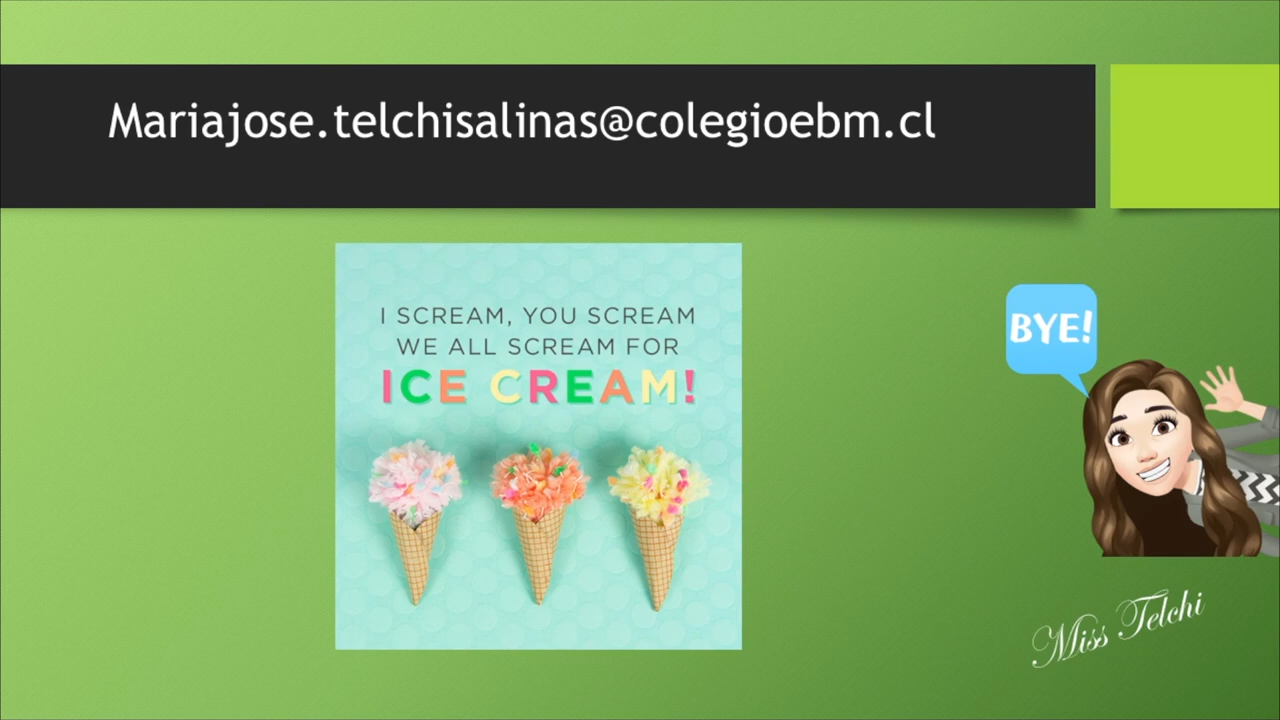 Mariajose.telchisalinas@colegioebm.cl
I SCREAM, YOU SCREAM
WE ALL SCREAM FOR
ICE CREAM!
BYE!
Miss Telchi